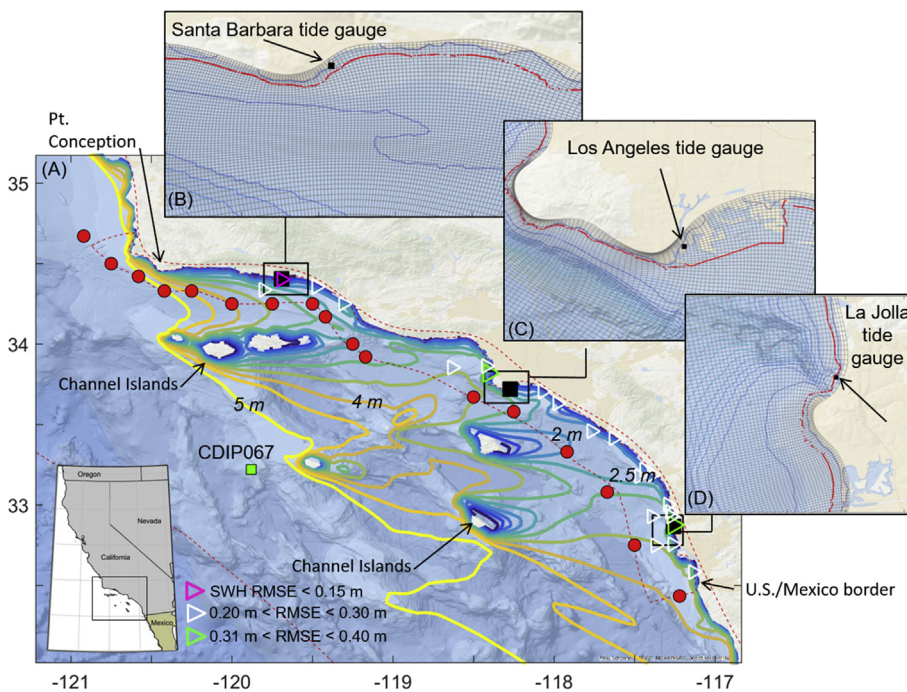 Santa Barbara tide gauge
(B)
Pt.
Conception
(A)
Los Angeles tide gauge
(C)
La Jolla
tide
gauge
(D)
35
34
33
Channel Islands
5 m
4 m
2 m
2.5 m
CDIP067
Channel Islands
U.S./Mexico border
Oregon
Nevada
California
Mexico
SWH RMSE < 0.15 m
0.20 m < RMSE < 0.30 m
0.31 m < RMSE < 0.40 m
-121
-120
-119
-118
-117